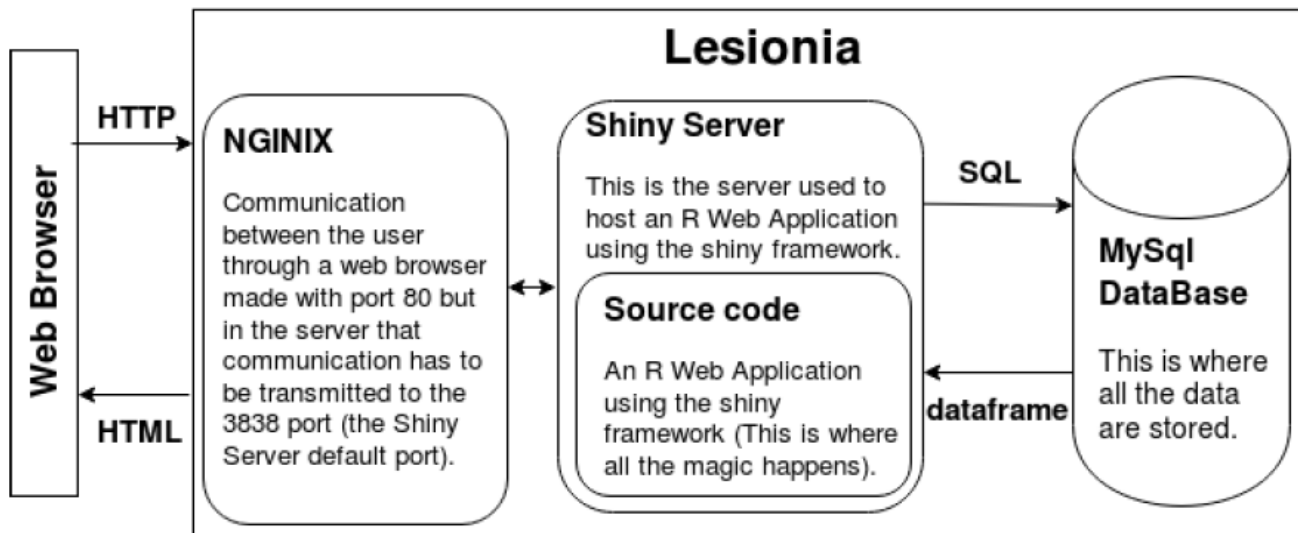 Lesionia
Web Browser
HTTP
HTML
NGINIX
Communication
between the user
through a web browser
made with port 80 but
in the server that
communication has to
be transmitted to the
3838 port (the Shiny
Server default port).
Shiny Server
This is the server used to
host an R Web Application
using the shiny framework.
Source code
An R Web Application
using the shiny
framework (This is where
all the magic happens).
SQL
dataframe
MySql
DataBase
This is where
all the data
are stored.